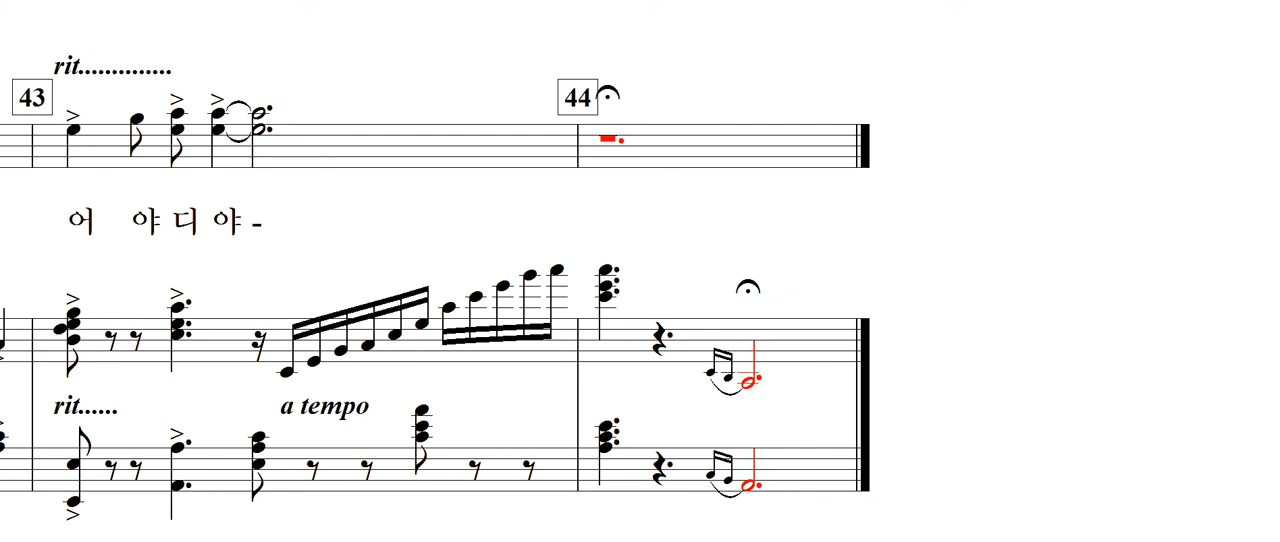 rit..............
43
44
어 야 디 야 -
rit......
a tempo